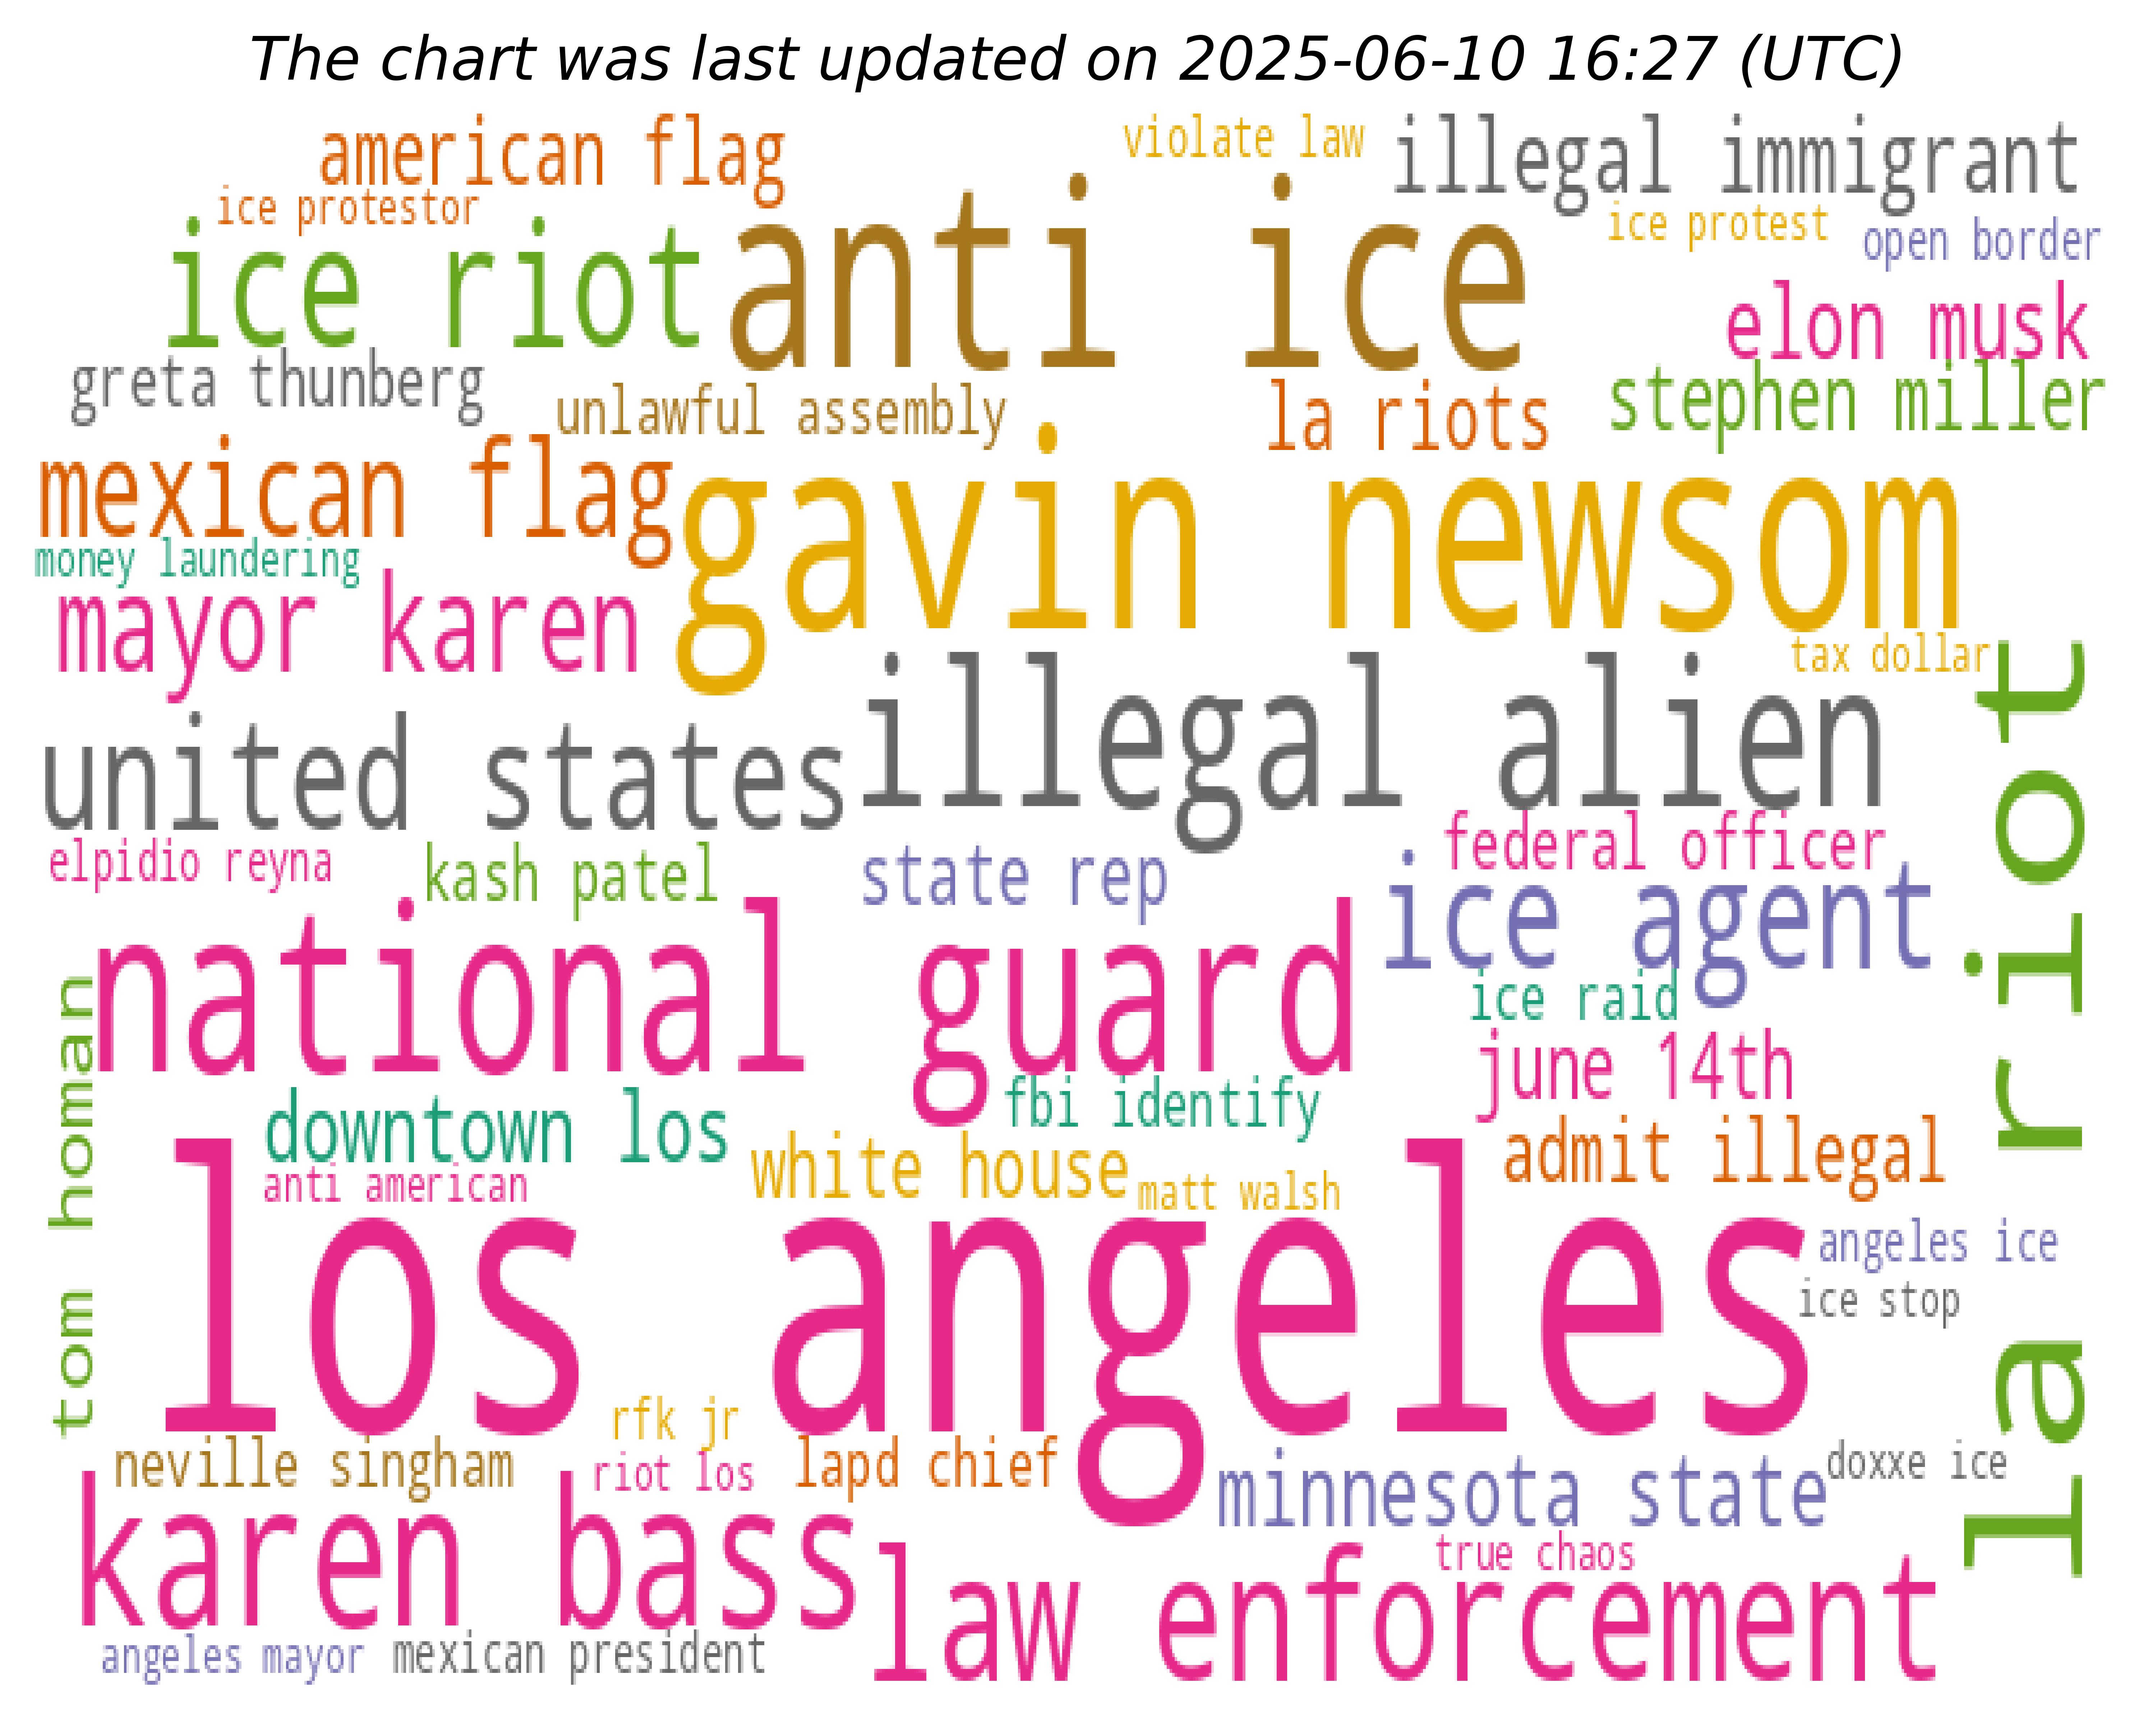 The chart was last updated on 2025-06-10 16:27 (UTC)
american flag
violate law
illegal immigrant
ice protestor
ice protest
open border
ice riot
anti ice
elon musk
greta thunberg
unlawful assembly
la riots
stephen miller
mexican flag
gavin newsom
money laundering
mayor karen
tax dollar
united states
illegal alien
la riot
elpidio reyna
kash patel
state rep
federal officer
national guard
ice agent
ice raid
tom homan
june 14th
downtown los
fbi identify
white house
admit illegal
anti american
matt walsh
los angeles
angeles ice
ice stop
rfk jr
neville singham
riot los
lapd chief
minnesota state
doxxe ice
karen bass
true chaos
law enforcement
angeles mayor
mexican president